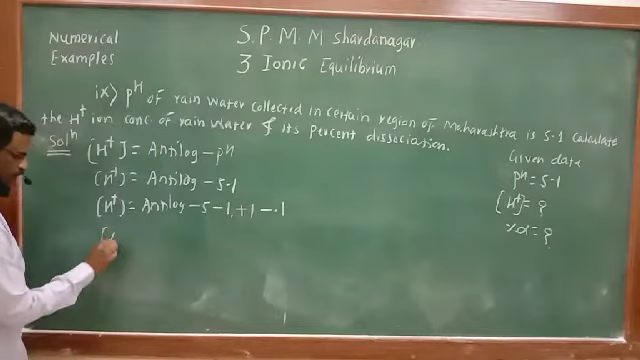 Numerical
Examples
S. P. M. M Shardanagar
3 Ionic Equilibrium
ix> pH of rain water collected in certain region of Maharashtra is 5.1 calculate
the H+ ion conc of rain water & its percent dissociation.
Solⁿ
[H+] = Antilog - pH
[H+] = Antilog - 5.1
[H+] = Antilog - 5 - 1, + 1 - .1
Given data
pH = 5.1
[H+] = ?
% α = ?